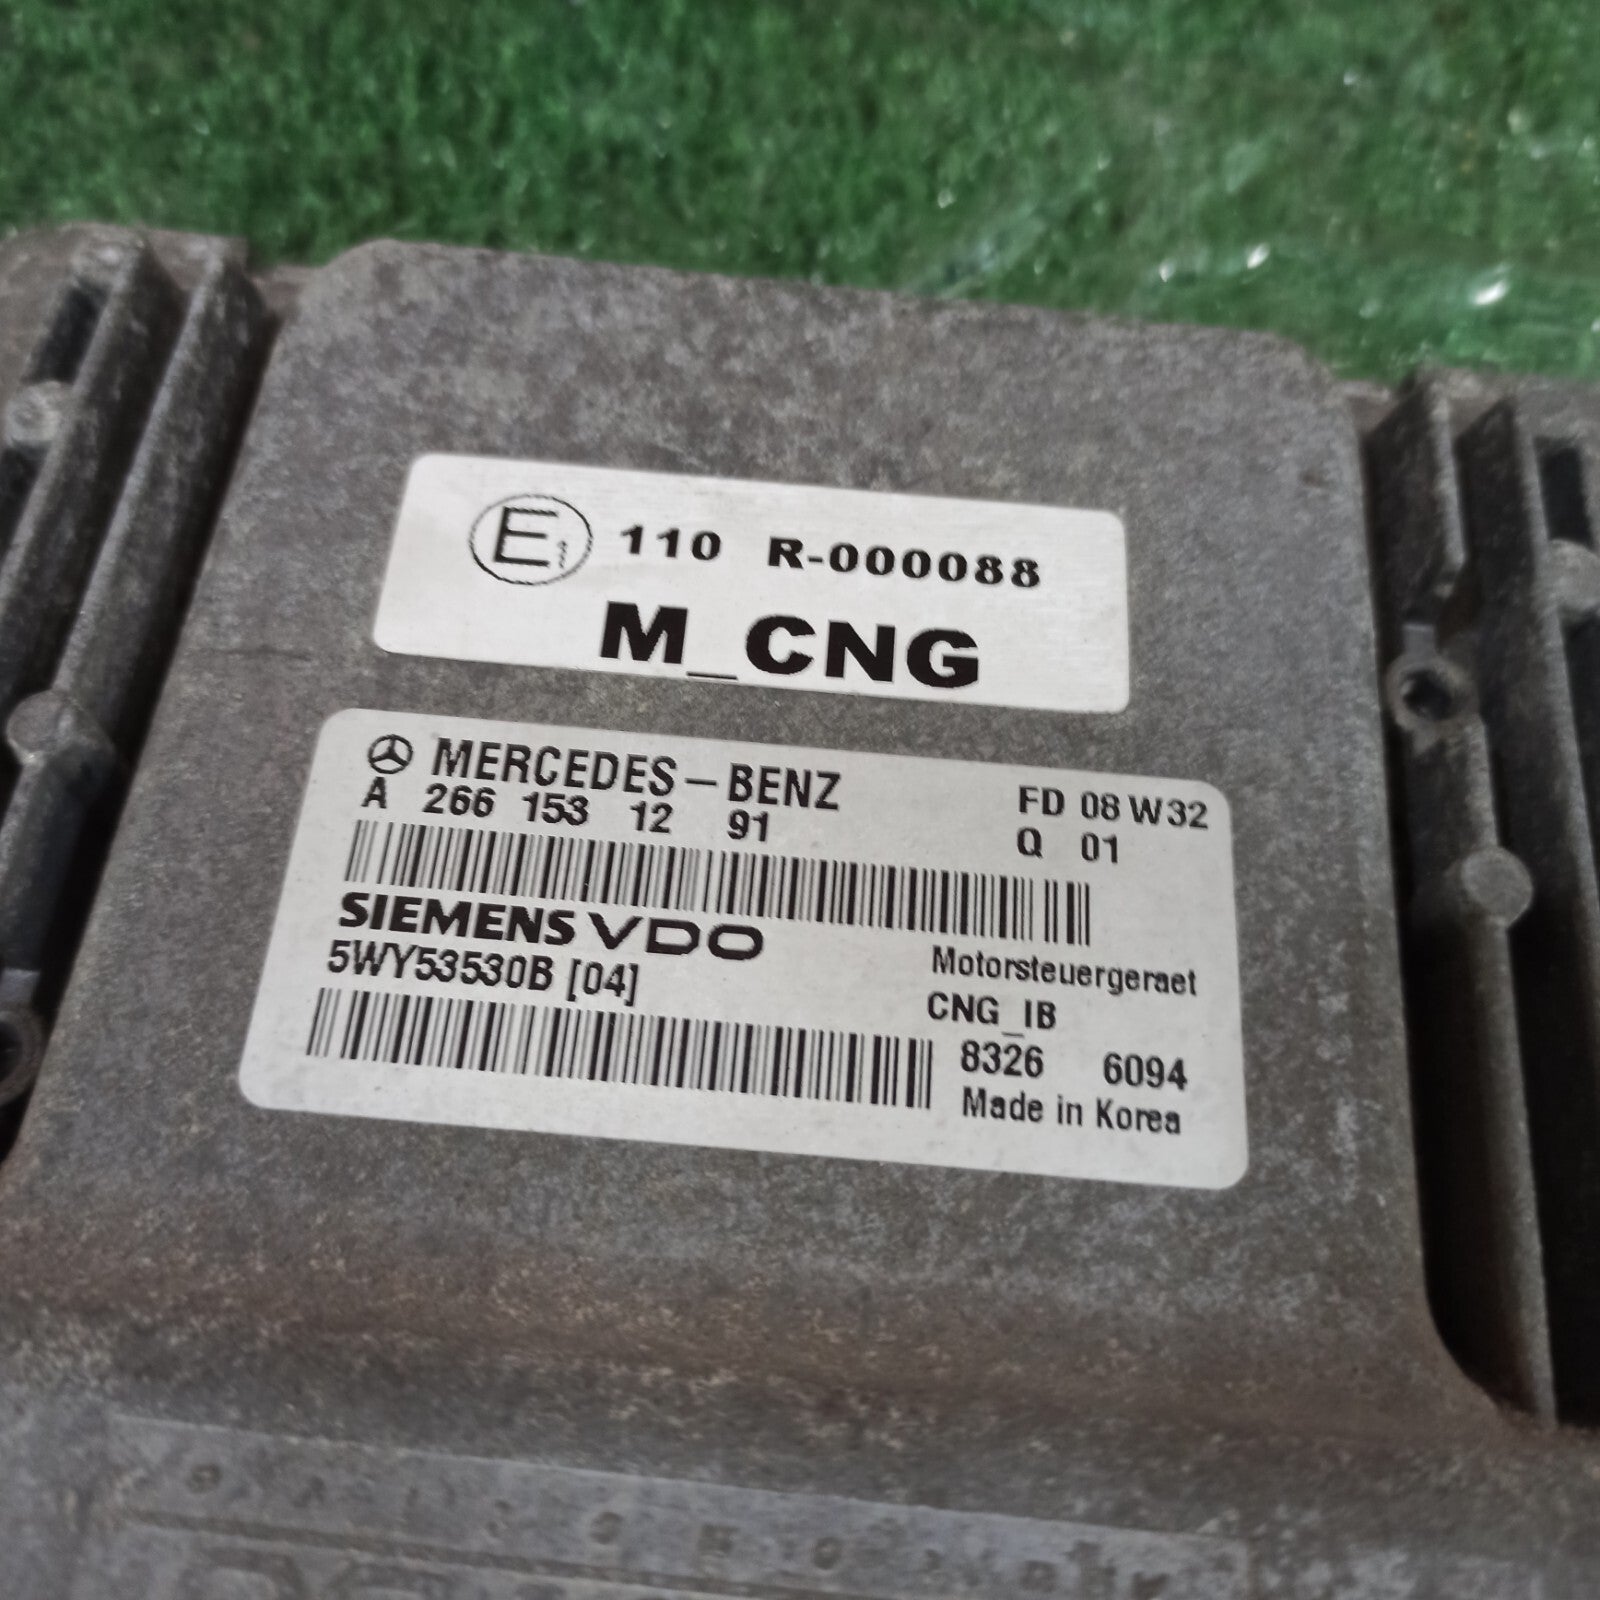 E1 110 R-000088
M_CNG
MERCEDES-BENZ
A 266 153 12 91
FD 08 W32
Q 01
SIEMENS VDO
5WY53530B [04]
Motorsteuergeraet
CNG_IB
8326 6094
Made in Korea